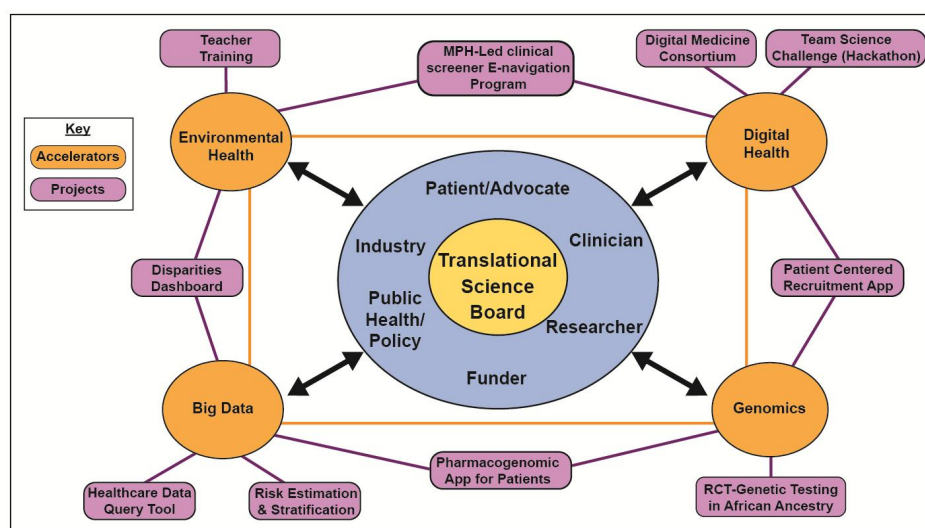 Teacher
Training
MPH-Led clinical
screener E-navigation
Program
Digital Medicine
Consortium
Team Science
Challenge (Hackathon)
Key
Accelerators
Projects
Environmental
Health
Digital
Health
Patient/Advocate
Industry
Clinician
Translational
Science
Board
Public
Health/
Policy
Researcher
Funder
Disparities
Dashboard
Patient Centered
Recruitment App
Big Data
Genomics
Healthcare Data
Query Tool
Risk Estimation
& Stratification
Pharmacogenomic
App for Patients
RCT-Genetic Testing
in African Ancestry